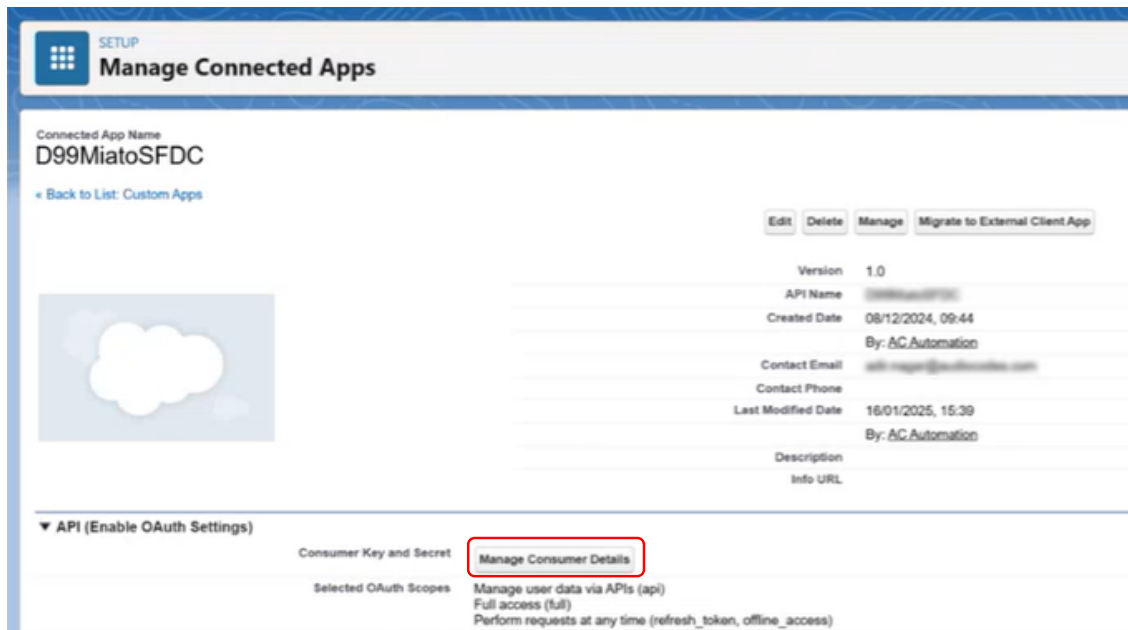 SETUP
Manage Connected Apps
Connected App Name
D99MiatoSFDC
« Back to List: Custom Apps
Edit Delete Manage Migrate to External Client App
Version 1.0
API Name
Created Date 08/12/2024, 09:44
By: AC Automation
Contact Email
Contact Phone
Last Modified Date 16/01/2025, 15:39
By: AC Automation
Description
Info URL
▼ API (Enable OAuth Settings)
Consumer Key and Secret Manage Consumer Details
Selected OAuth Scopes Manage user data via APIs (api)
Full access (full)
Perform requests at any time (refresh_token, offline_access)